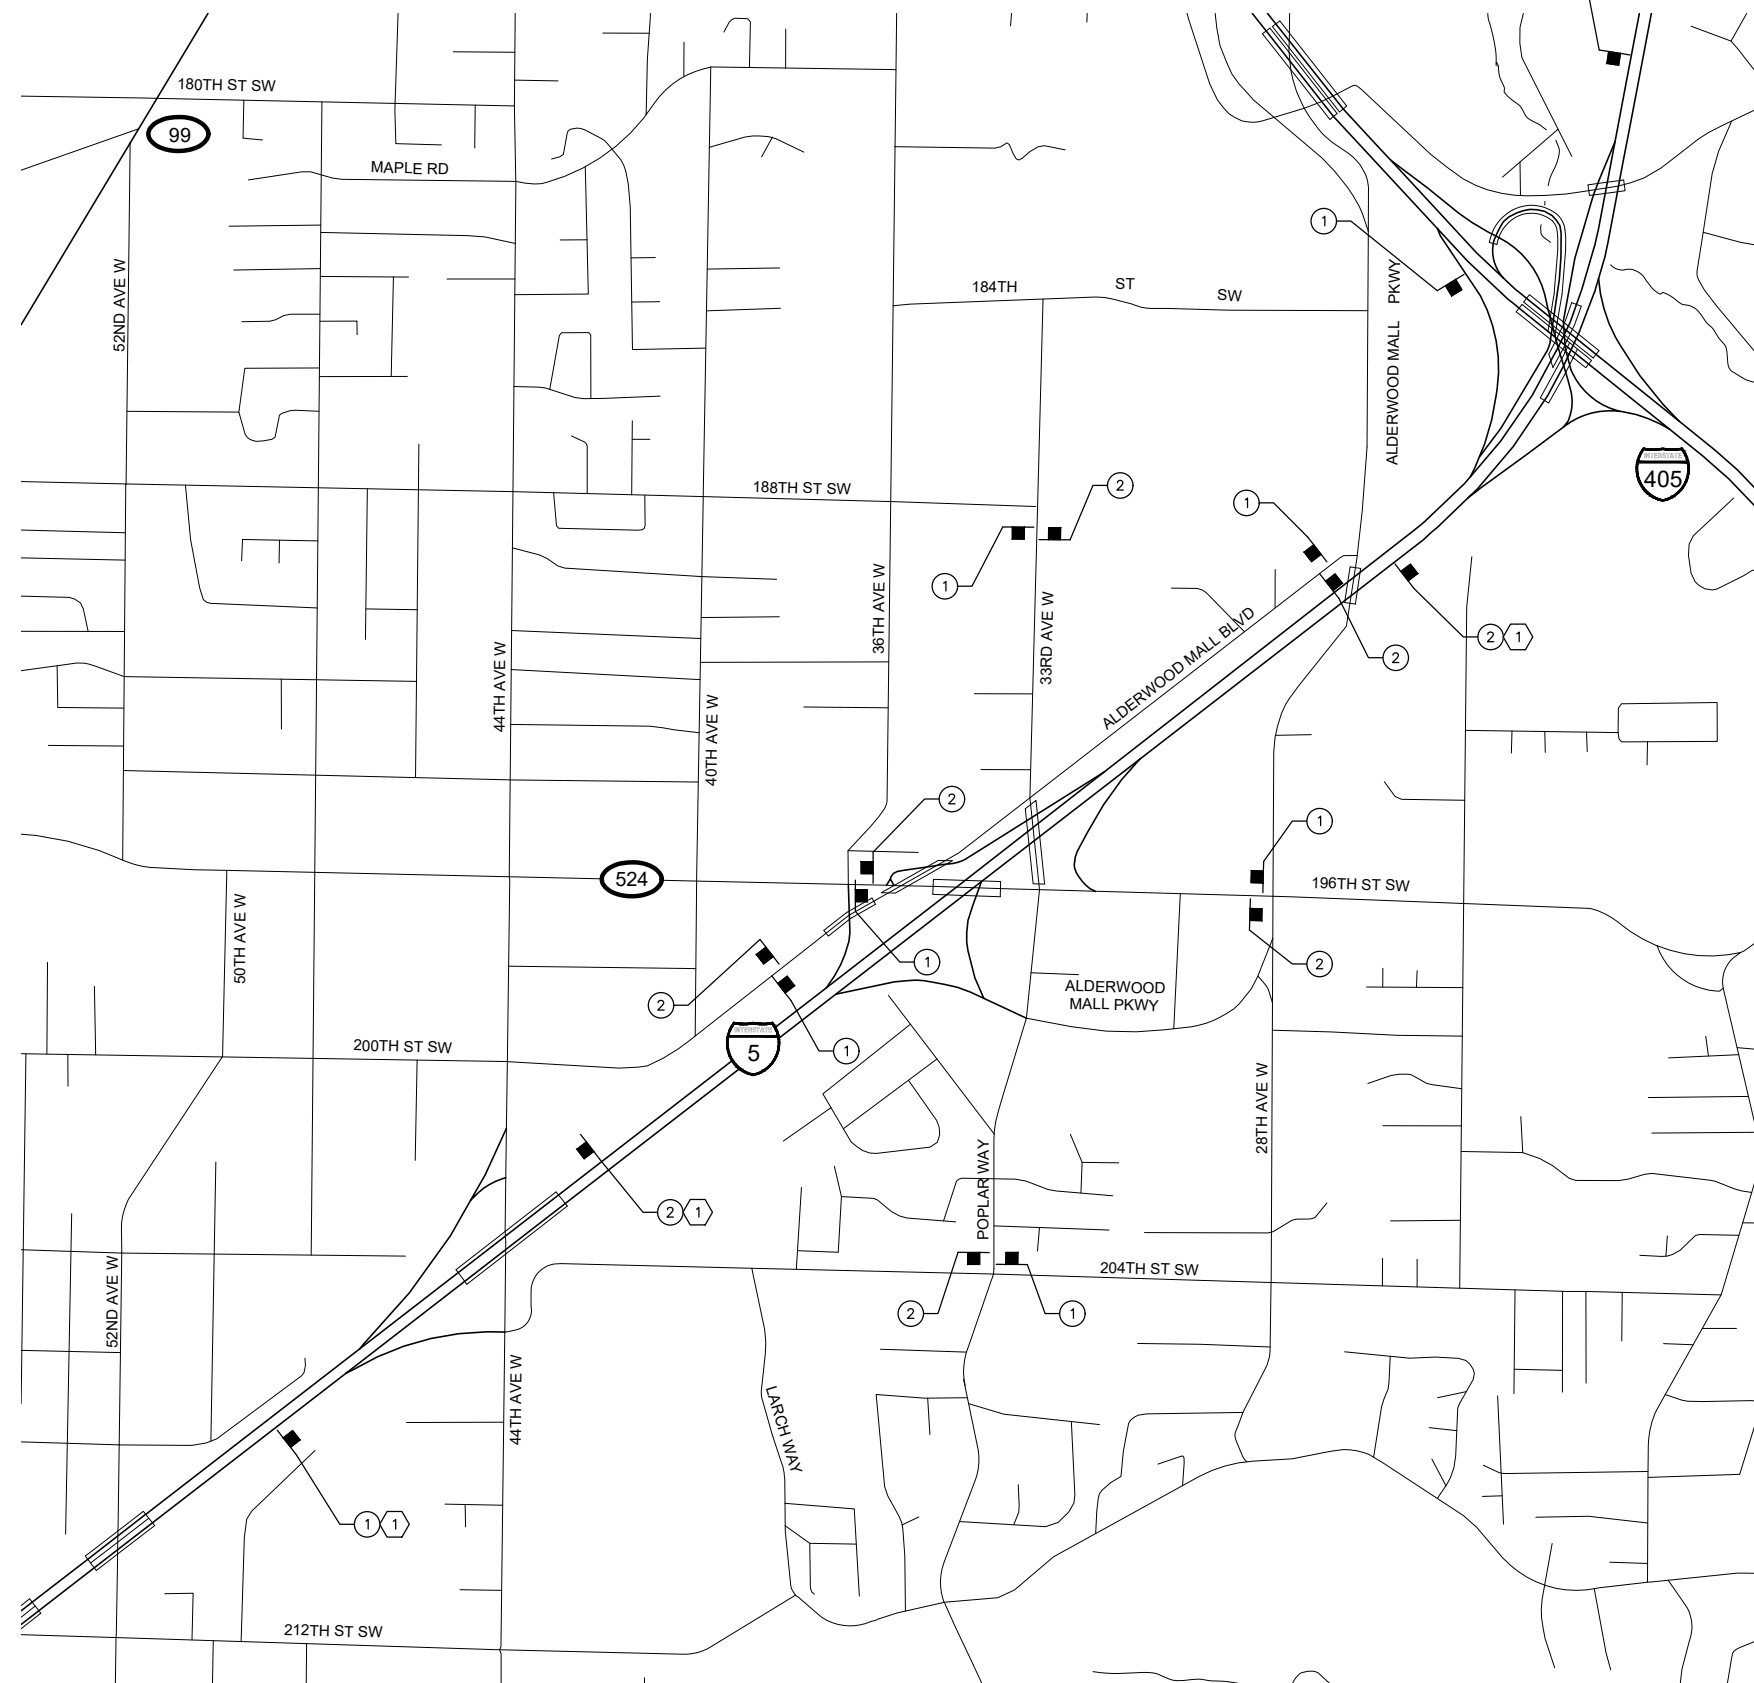 180TH ST SW
99
MAPLE RD
1
52ND AVE W
184TH
ST
SW
ALDERWOOD MALL
PKWY
INTERSTATE
405
188TH ST SW
2
1
1
36TH AVE W
33RD AVE W
ALDERWOOD MALL BLVD
2
1
2
44TH AVE W
40TH AVE W
2
1
524
196TH ST SW
50TH AVE W
1
2
2
ALDERWOOD
MALL PKWY
INTERSTATE
5
1
200TH ST SW
28TH AVE W
POPLAR WAY
2
1
204TH ST SW
52ND AVE W
2
1
44TH AVE W
LARCH WAY
1
1
212TH ST SW